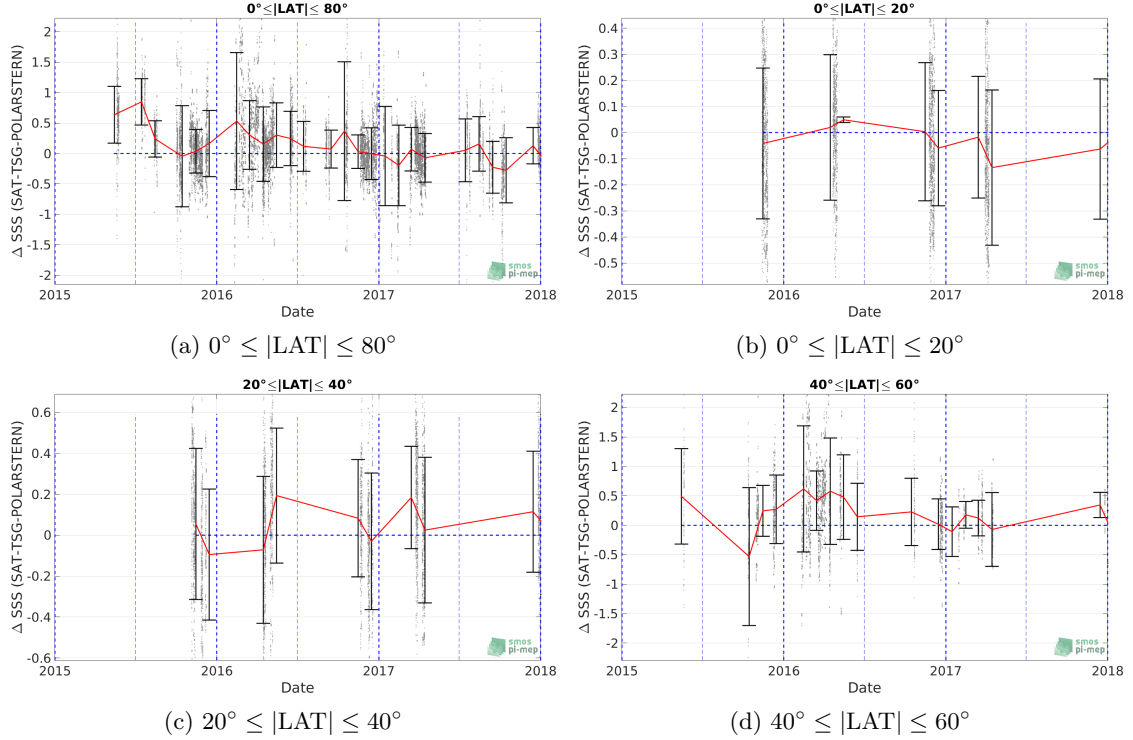 0°≤|LAT|≤ 80°
Δ SSS (SAT-TSG-POLARSTERN)
2
1.5
1
0.5
0
-0.5
-1
-1.5
-2
2015
2016
2017
2018
Date
smos
pi-mep
(a) 0° ≤ |LAT| ≤ 80°
0°≤|LAT|≤ 20°
Δ SSS (SAT-TSG-POLARSTERN)
0.4
0.3
0.2
0.1
0
-0.1
-0.2
-0.3
-0.4
-0.5
2015
2016
2017
2018
Date
smos
pi-mep
(b) 0° ≤ |LAT| ≤ 20°
20°≤|LAT|≤ 40°
Δ SSS (SAT-TSG-POLARSTERN)
0.6
0.4
0.2
0
-0.2
-0.4
-0.6
2015
2016
2017
2018
Date
smos
pi-mep
(c) 20° ≤ |LAT| ≤ 40°
40°≤|LAT|≤ 60°
Δ SSS (SAT-TSG-POLARSTERN)
2
1.5
1
0.5
0
-0.5
-1
-1.5
-2
2015
2016
2017
2018
Date
smos
pi-mep
(d) 40° ≤ |LAT| ≤ 60°